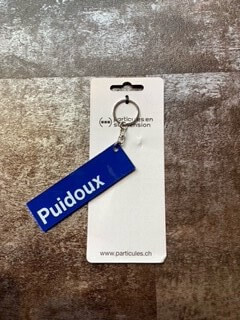 particules en
suspension
Puidoux
www.particules.ch